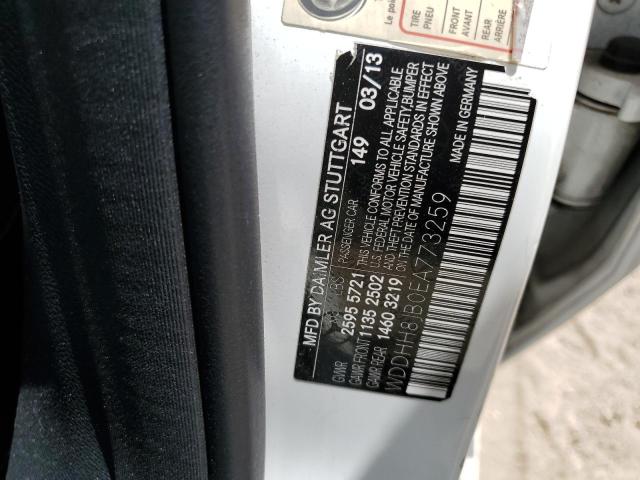 Le po
TIRE
PNEU
FRONT
AVANT
REAR
ARRIÈRE
MFD BY DAIMLER AG STUTTGART
149 03/13
PASSENGER CAR
GVWR 2595 5721
GAWR FRONT 1135 2502
GAWR REAR 1460 3219
THIS VEHICLE CONFORMS TO ALL APPLICABLE
U.S. FEDERAL MOTOR VEHICLE SAFETY, BUMPER
AND THEFT PREVENTION STANDARDS IN EFFECT
ON THE DATE OF MANUFACTURE SHOWN ABOVE
WDDHH8JB0EA773259
MADE IN GERMANY